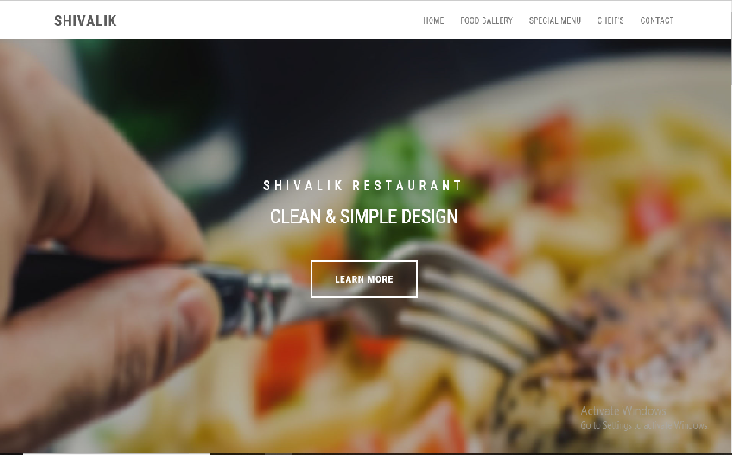 SHIVALIK
HOME FOOD GALLERY SPECIAL MENU CHEIF'S CONTACT
SHIVALIK RESTAURANT
CLEAN & SIMPLE DESIGN
LEARN MORE
Activate Windows
Go to Settings to activate Windows